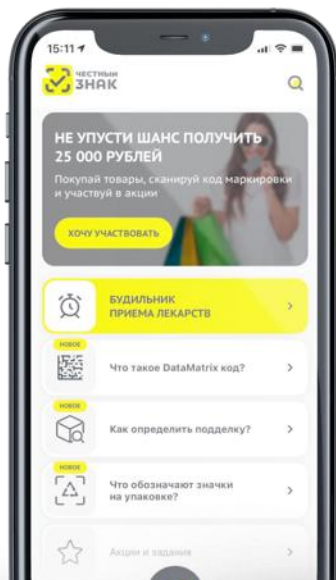 15:11
ЧЕСТНЫЙ
ЗНАК
НЕ УПУСТИ ШАНС ПОЛУЧИТЬ
25 000 РУБЛЕЙ
Покупай товары, сканируй код маркировки
и участвуй в акции
ХОЧУ УЧАСТВОВАТЬ
БУДИЛЬНИК
ПРИЕМА ЛЕКАРСТВ
НОВОЕ
Что такое DataMatrix код?
НОВОЕ
Как определить подделку?
НОВОЕ
Что обозначают значки
на упаковке?
Акции и задания